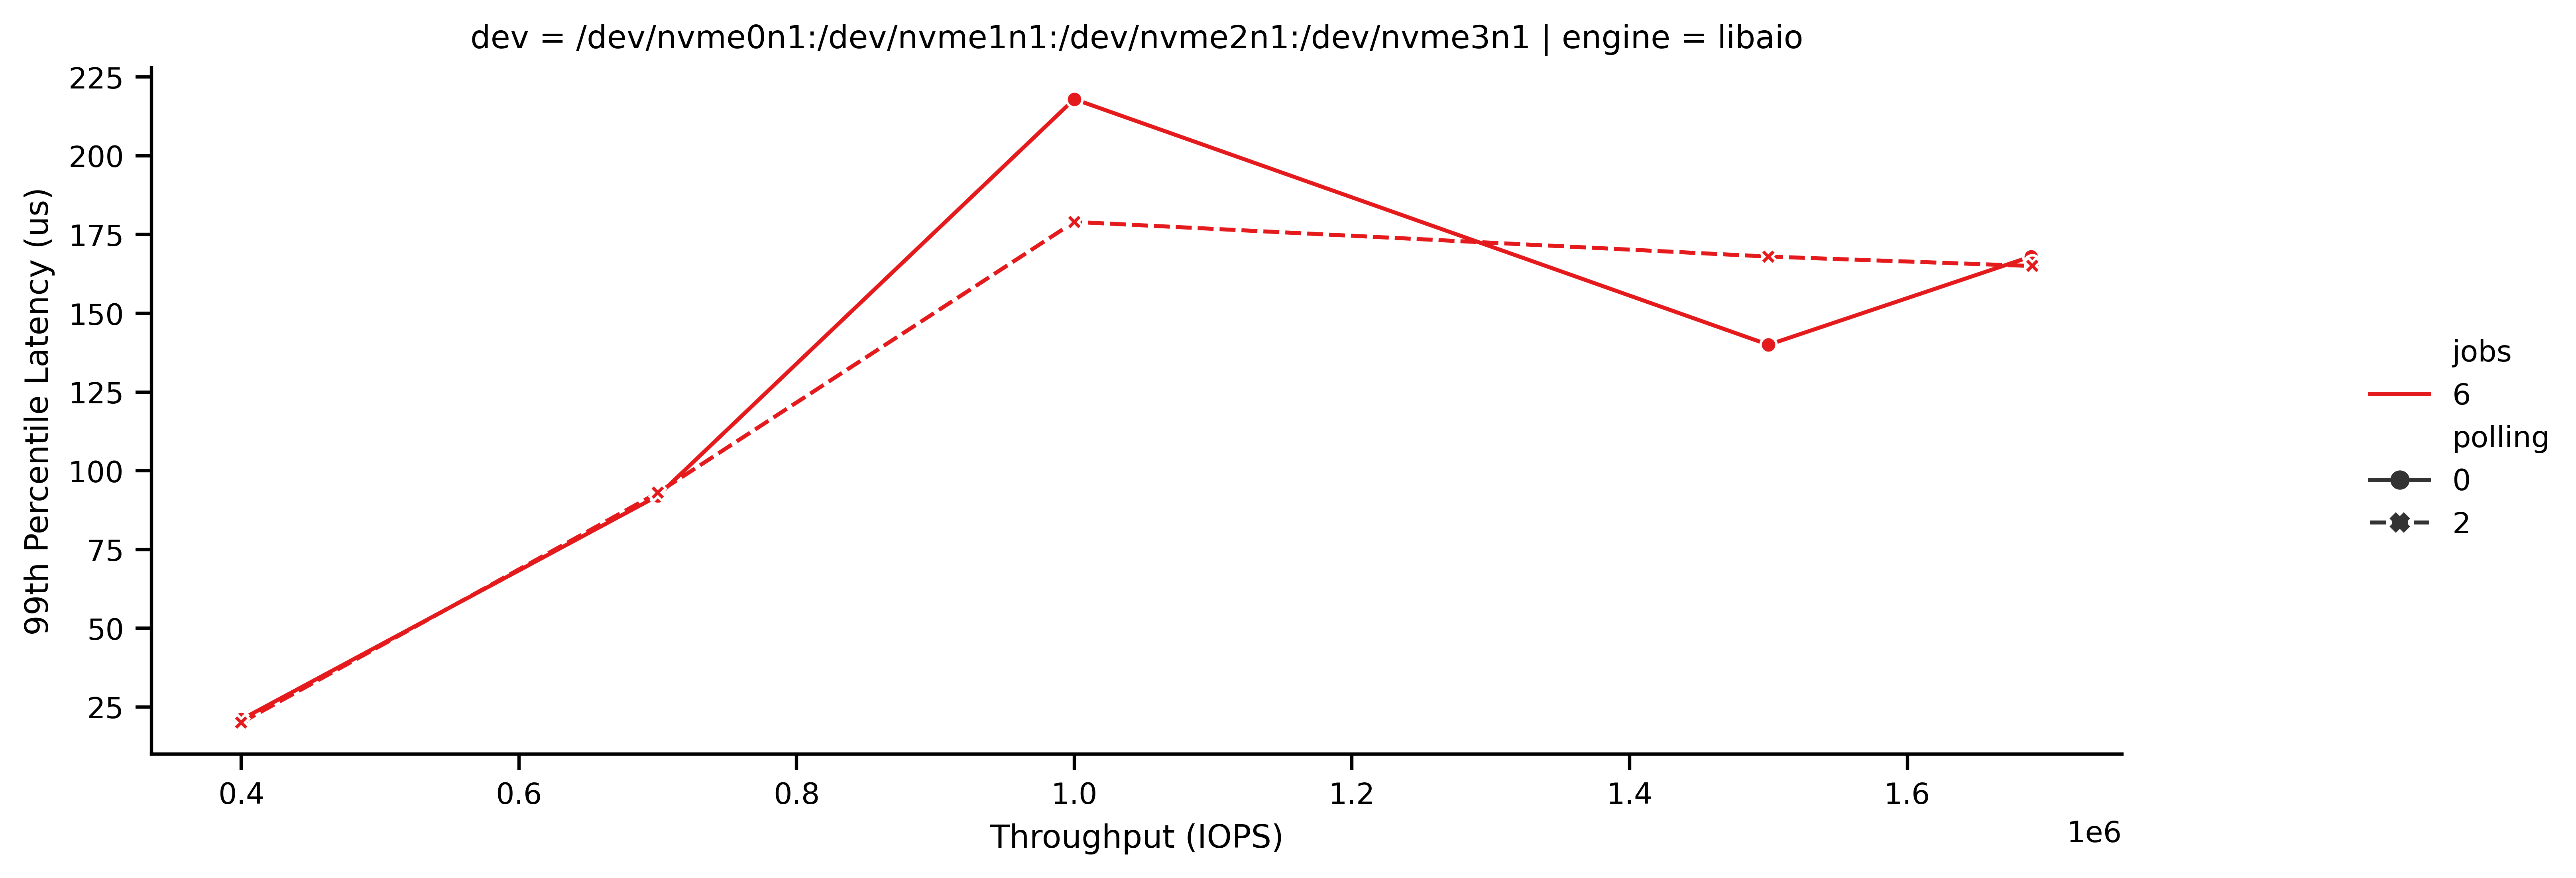 dev = /dev/nvme0n1:/dev/nvme1n1:/dev/nvme2n1:/dev/nvme3n1 | engine = libaio
225
200
175
150
125
100
75
50
25
99th Percentile Latency (us)
0.4 0.6 0.8 1.0 1.2 1.4 1.6
1e6
Throughput (IOPS)
jobs
6
polling
0
2